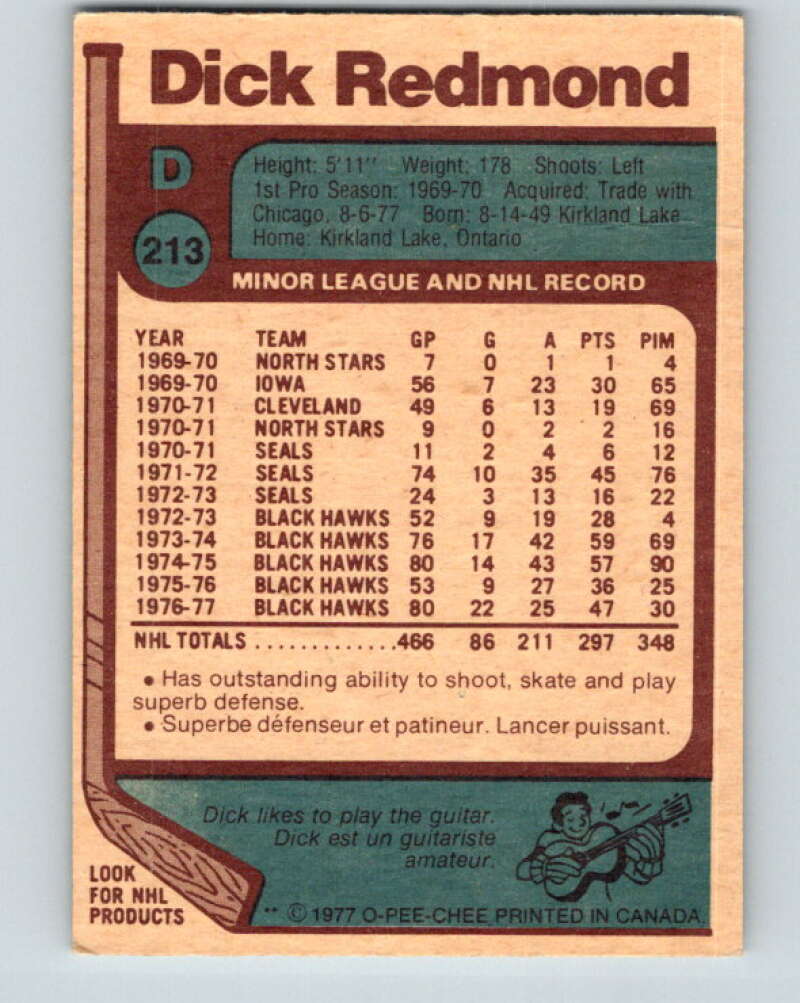 Dick Redmond
D
213
Height: 5'11" Weight: 178 Shoots: Left
1st Pro Season: 1969-70 Acquired: Trade with
Chicago, 8-6-77 Born: 8-14-49 Kirkland Lake
Home: Kirkland Lake, Ontario
MINOR LEAGUE AND NHL RECORD
YEAR TEAM GP G A PTS PIM
1969-70 NORTH STARS 7 0 1 1 4
1969-70 IOWA 56 7 23 30 65
1970-71 CLEVELAND 49 6 13 19 69
1970-71 NORTH STARS 9 0 2 2 16
1970-71 SEALS 11 2 4 6 12
1971-72 SEALS 74 10 35 45 76
1972-73 SEALS 24 3 13 16 22
1972-73 BLACK HAWKS 52 9 19 28 4
1973-74 BLACK HAWKS 76 17 42 59 69
1974-75 BLACK HAWKS 80 14 43 57 90
1975-76 BLACK HAWKS 53 9 27 36 25
1976-77 BLACK HAWKS 80 22 25 47 30
NHL TOTALS .............466 86 211 297 348
• Has outstanding ability to shoot, skate and play
superb defense.
• Superbe défenseur et patineur. Lancer puissant.
Dick likes to play the guitar.
Dick est un guitariste
amateur.
LOOK
FOR NHL
PRODUCTS
** © 1977 O-PEE-CHEE PRINTED IN CANADA.